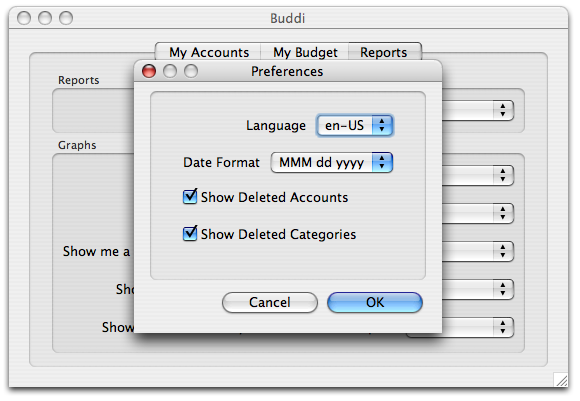 Buddi
My Accounts My Budget Reports
Preferences
Reports
Language en-US
Graphs
Date Format MMM dd yyyy
Show Deleted Accounts
Show Deleted Categories
Show me a
Cancel OK
Show